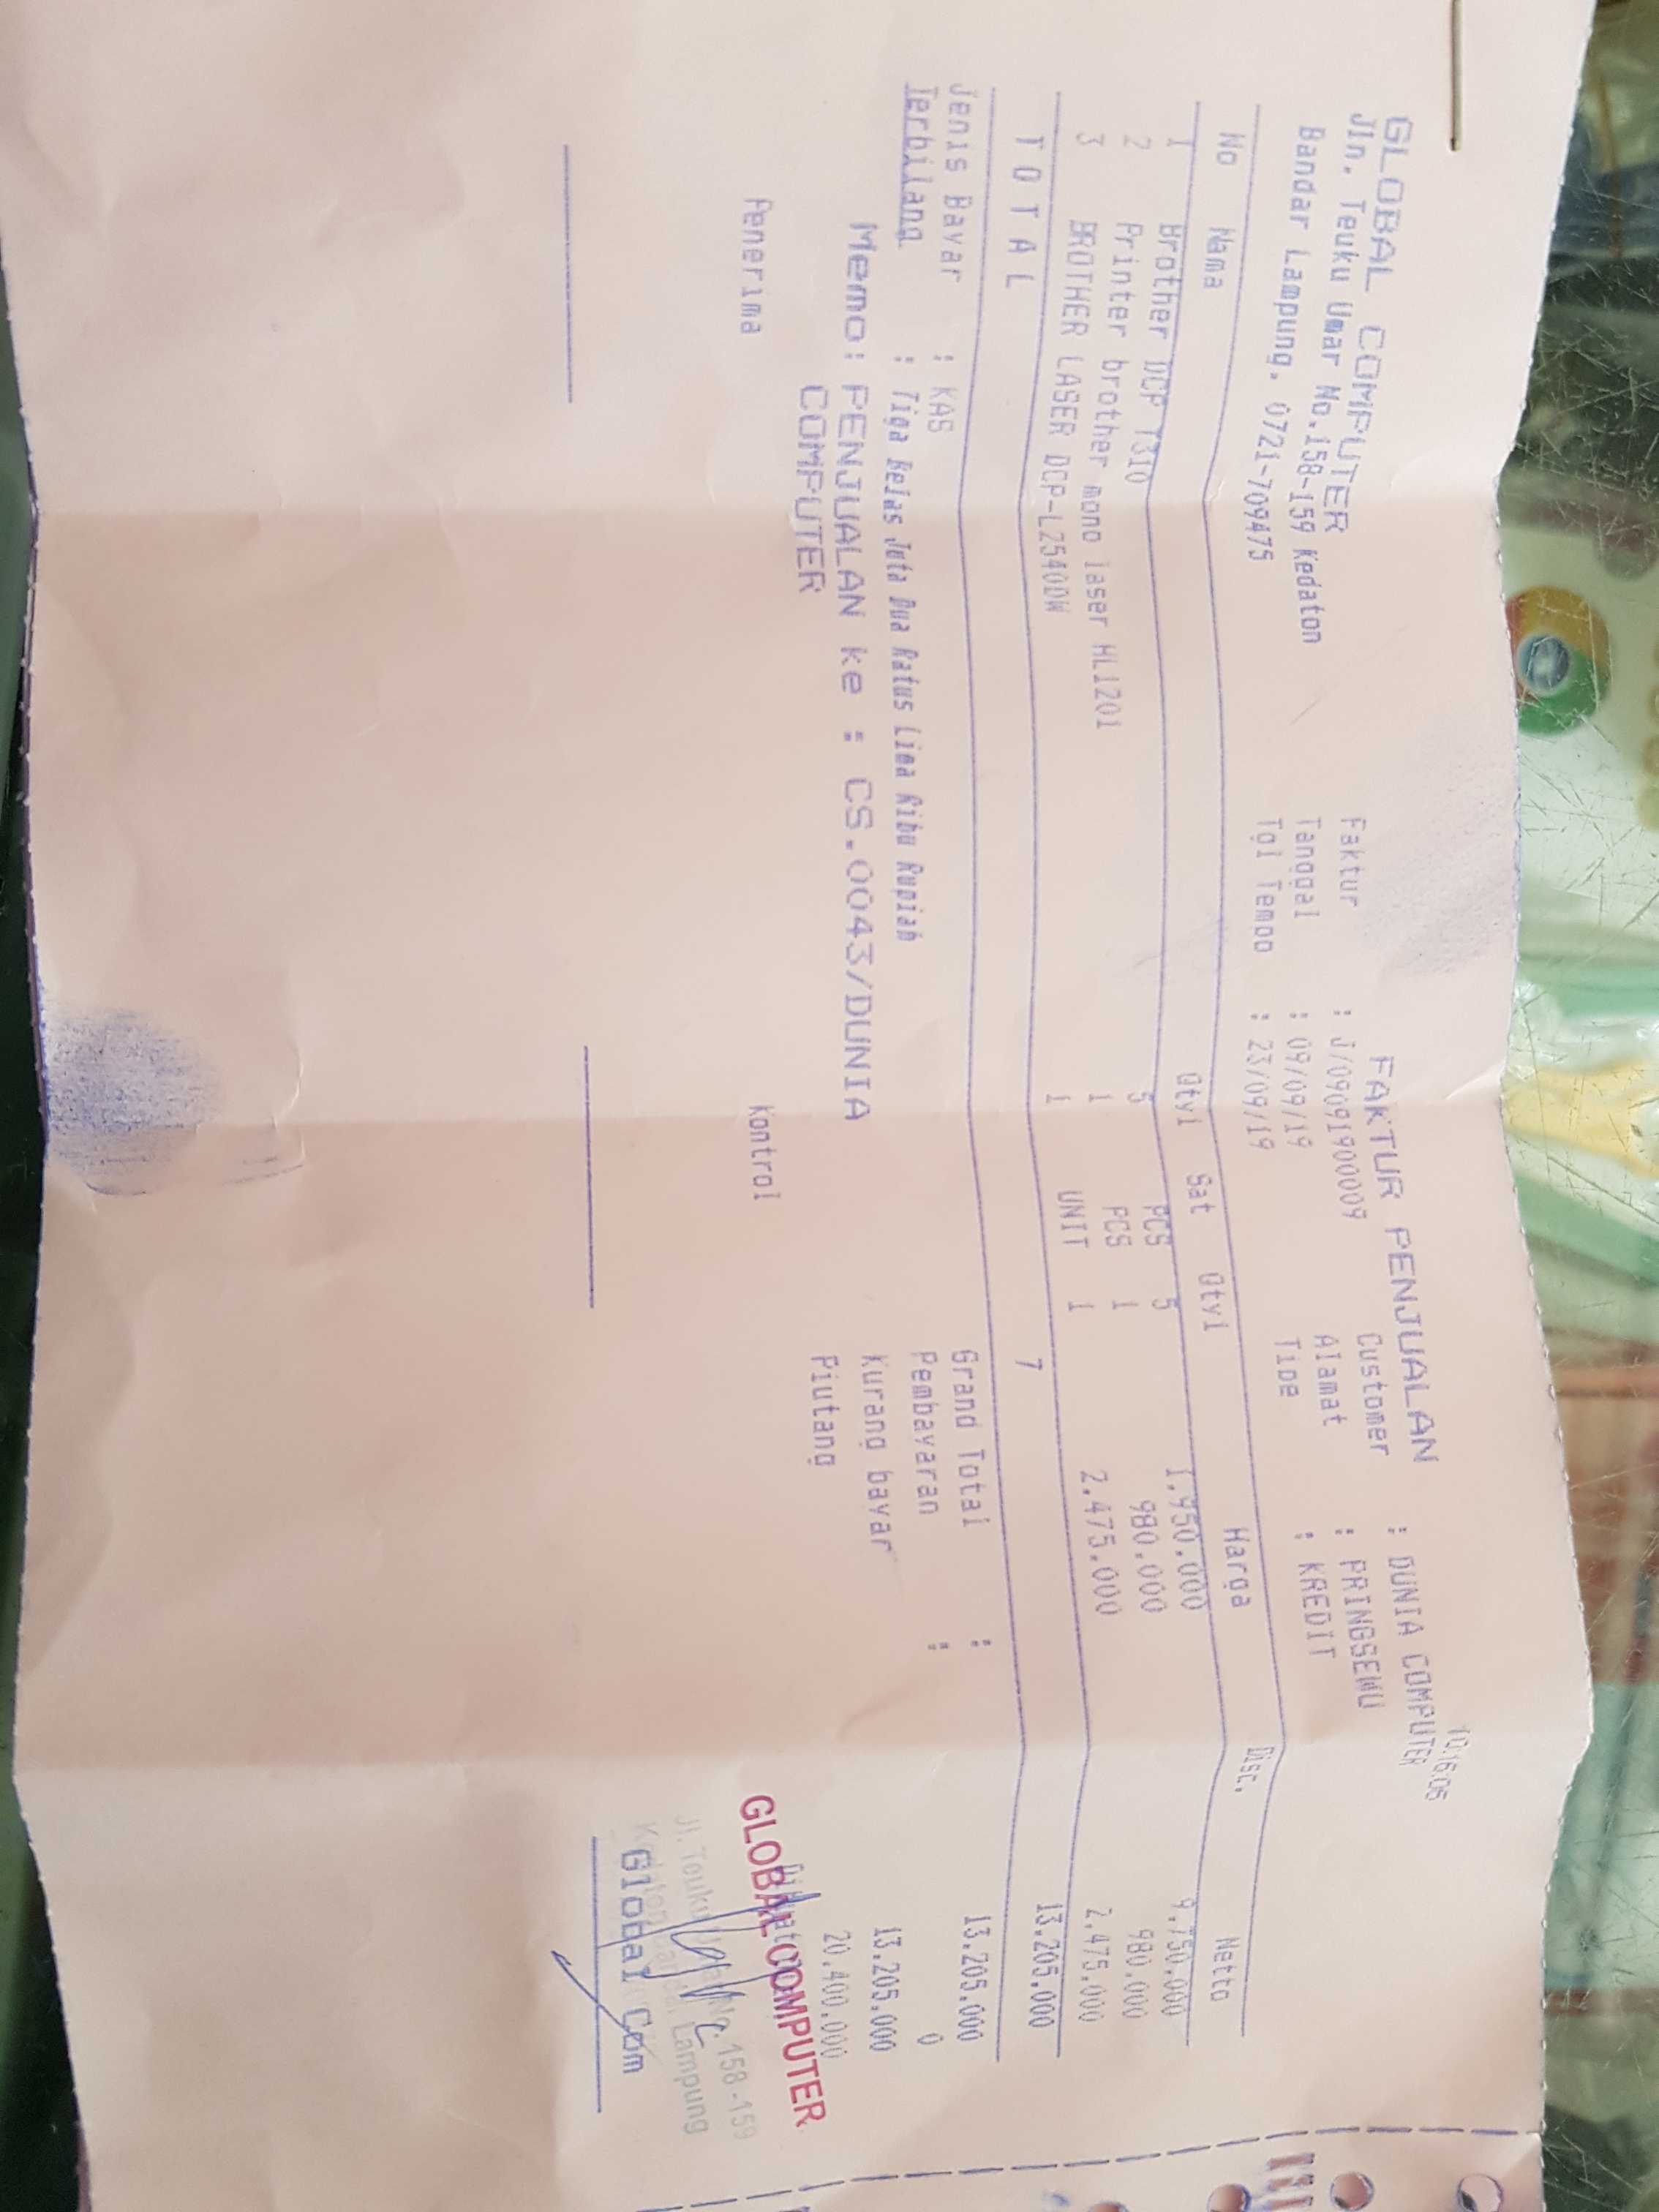 10:16:06
GLOBAL COMPUTER FAKTUR PENJUALAN
Jln. Teuku Umar No.158-159 Kedaton Faktur : J/0909190009 Customer : DUNIA COMPUTER
Bandar Lampung. 0721-709475 Tanggal : 09/09/19 Alamat : PRINGSEWU
Tgl Tempo : 23/09/19 Tipe : KREDIT
No Nama Qty1 Sat Qty1 Harga Disc. Netto
1 Brother DCP T310 5 PCS 5 1.950.000 9.750.000
2 Printer brother mono laser HL1201 1 PCS 1 980.000 980.000
3 BROTHER LASER DCP-L2540DW 1 UNIT 1 2.475.000 2.475.000
T O T A L 7 13.205.000
Jenis Bayar : KAS Grand Total : 13.205.000
Terbilang : Tiga Belas Juta Dua Ratus Lima Ribu Rupiah Pembayaran : 0
Memo: PENJUALAN ke : CS.0043/DUNIA Kurang bayar 13.205.000
COMPUTER Piutang 20.400.000
Penerima Kontrol
GLOBAL COMPUTER
158-159
Lampung
Global Com